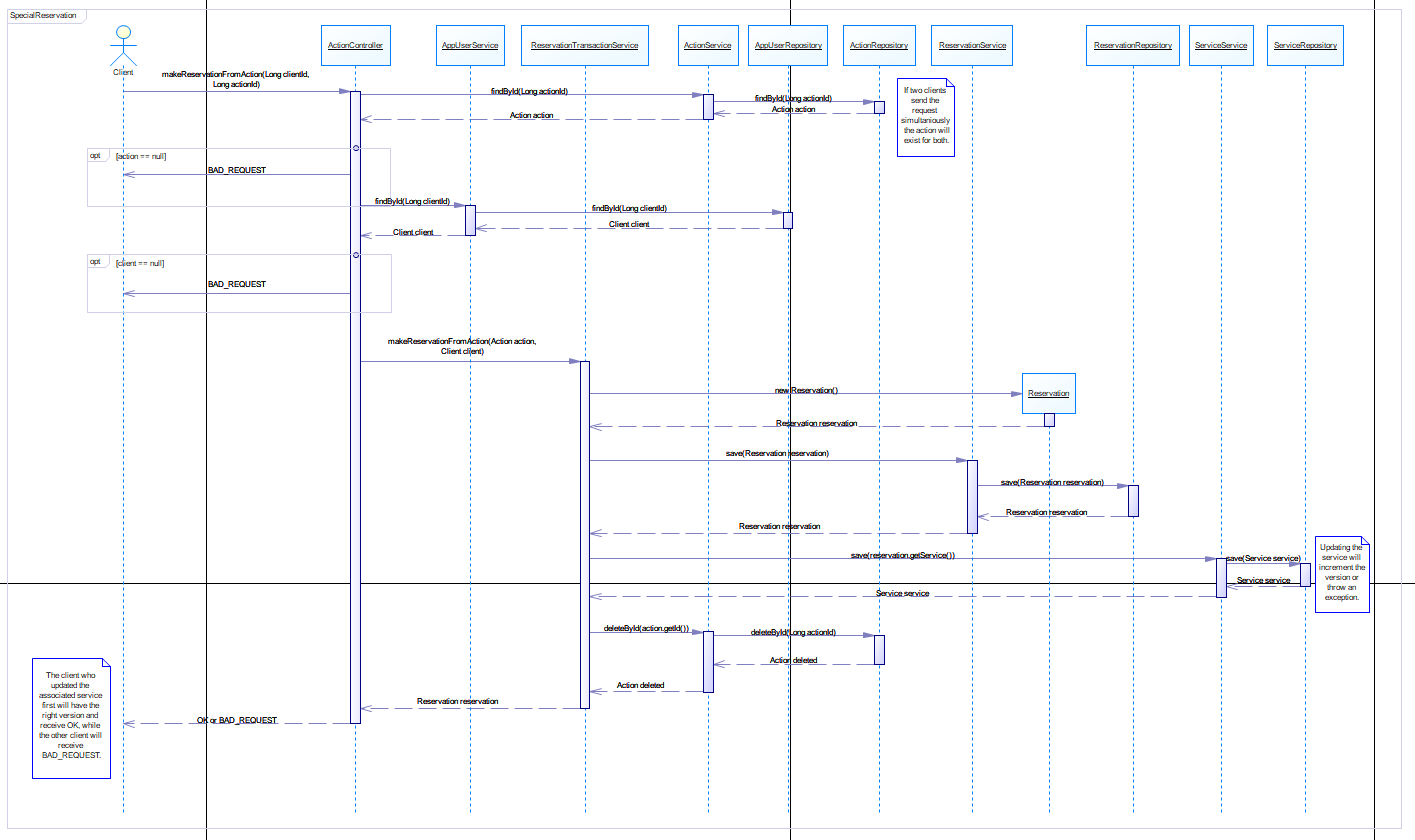 SpecialReservation
Client
ActionController
AppUserService
ReservationTransactionService
ActionService
AppUserRepository
ActionRepository
ReservationService
ReservationRepository
ServiceService
ServiceRepository
makeReservationFromAction(Long clientId,
Long actionId)
findById(Long actionId)
findById(Long actionId)
Action action
Action action
If two clients
send the
request
simultaniously
the action will
exist for both.
opt
[action == null]
BAD_REQUEST
findById(Long clientId)
findById(Long clientId)
Client client
Client client
opt
[client == null]
BAD_REQUEST
makeReservationFromAction(Action action,
Client client)
new Reservation()
Reservation
Reservation reservation
save(Reservation reservation)
save(Reservation reservation)
Reservation reservation
Reservation reservation
save(reservation.getService())
save(Service service)
Service service
Service service
Updating the
service will
increment the
version or
throw an
exception.
deleteById(action.getId())
deleteById(Long actionId)
Action deleted
Action deleted
Reservation reservation
OK or BAD_REQUEST
The client who
updated the
associated service
first will have the
right version and
receive OK, while
the other client will
receive
BAD_REQUEST.